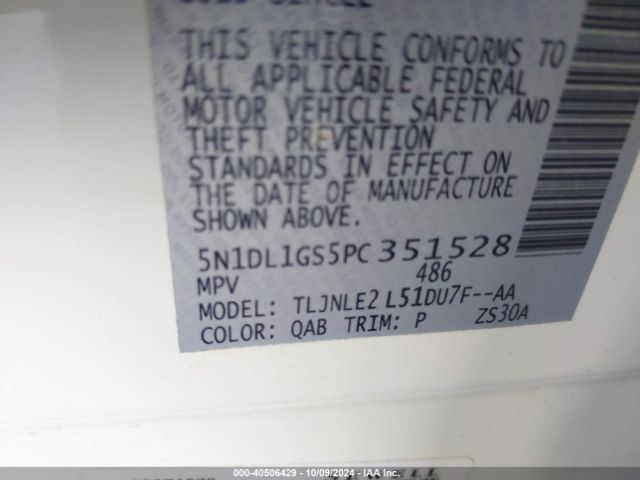 THIS VEHICLE CONFORMS TO
ALL APPLICABLE FEDERAL
MOTOR VEHICLE SAFETY AND
THEFT PREVENTION
STANDARDS IN EFFECT ON
THE DATE OF MANUFACTURE
SHOWN ABOVE.
5N1DL1GS5PC351528
MPV 486
MODEL: TLJNLE2 L51DU7F--AA
COLOR: QAB TRIM: P ZS30A
000-40506429 - 10/09/2024 - IAA Inc.